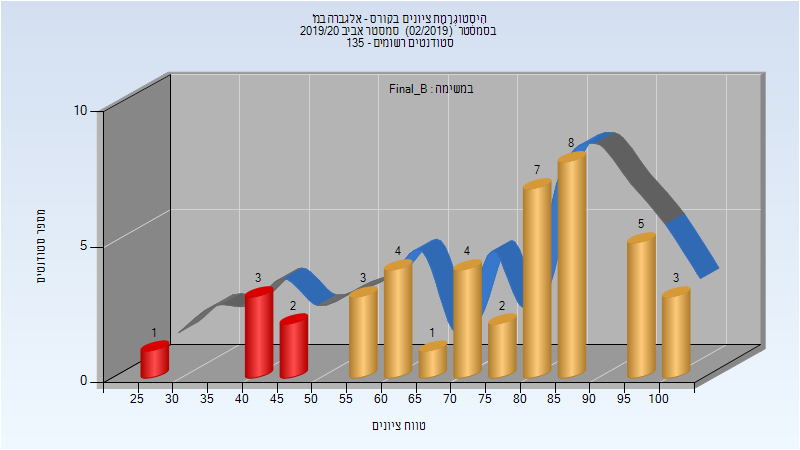 היסטוגרמת ציונים בקורס - אלגברה במ'
בסמסטר (02/2019) סמסטר אביב 2019/20
סטודנטים רשומים - 135
במשימה : Final_B
מספר סטודנטים
10
5
0
1
3
2
3
4
1
4
2
7
8
5
3
25 30 35 40 45 50 55 60 65 70 75 80 85 90 95 100
טווח ציונים